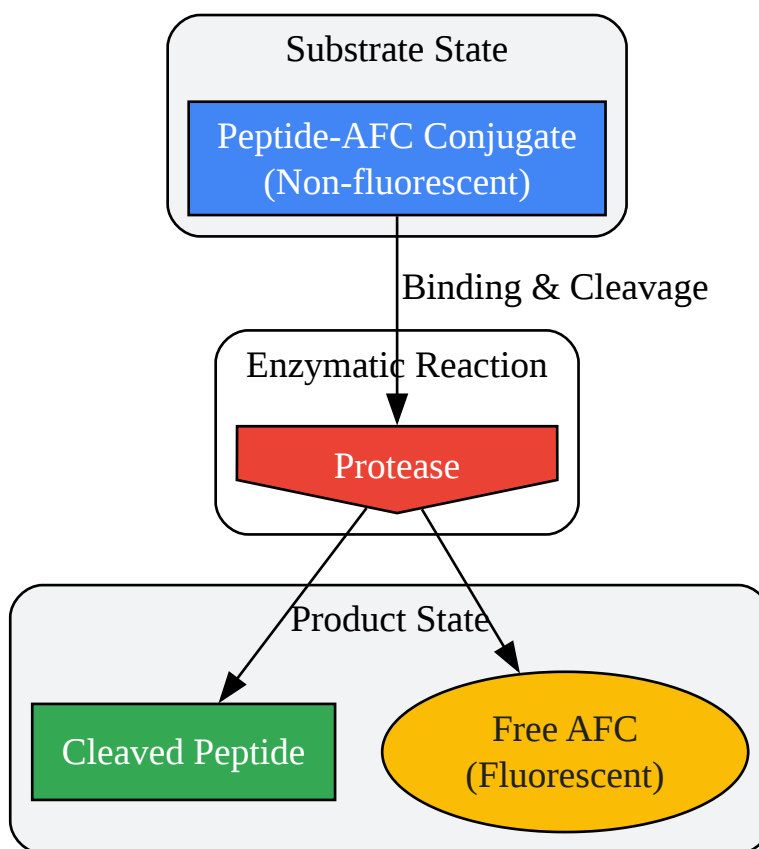 Substrate State
Peptide-AFC Conjugate
(Non-fluorescent)
Binding & Cleavage
Enzymatic Reaction
Protease
Product State
Cleaved Peptide
Free AFC
(Fluorescent)